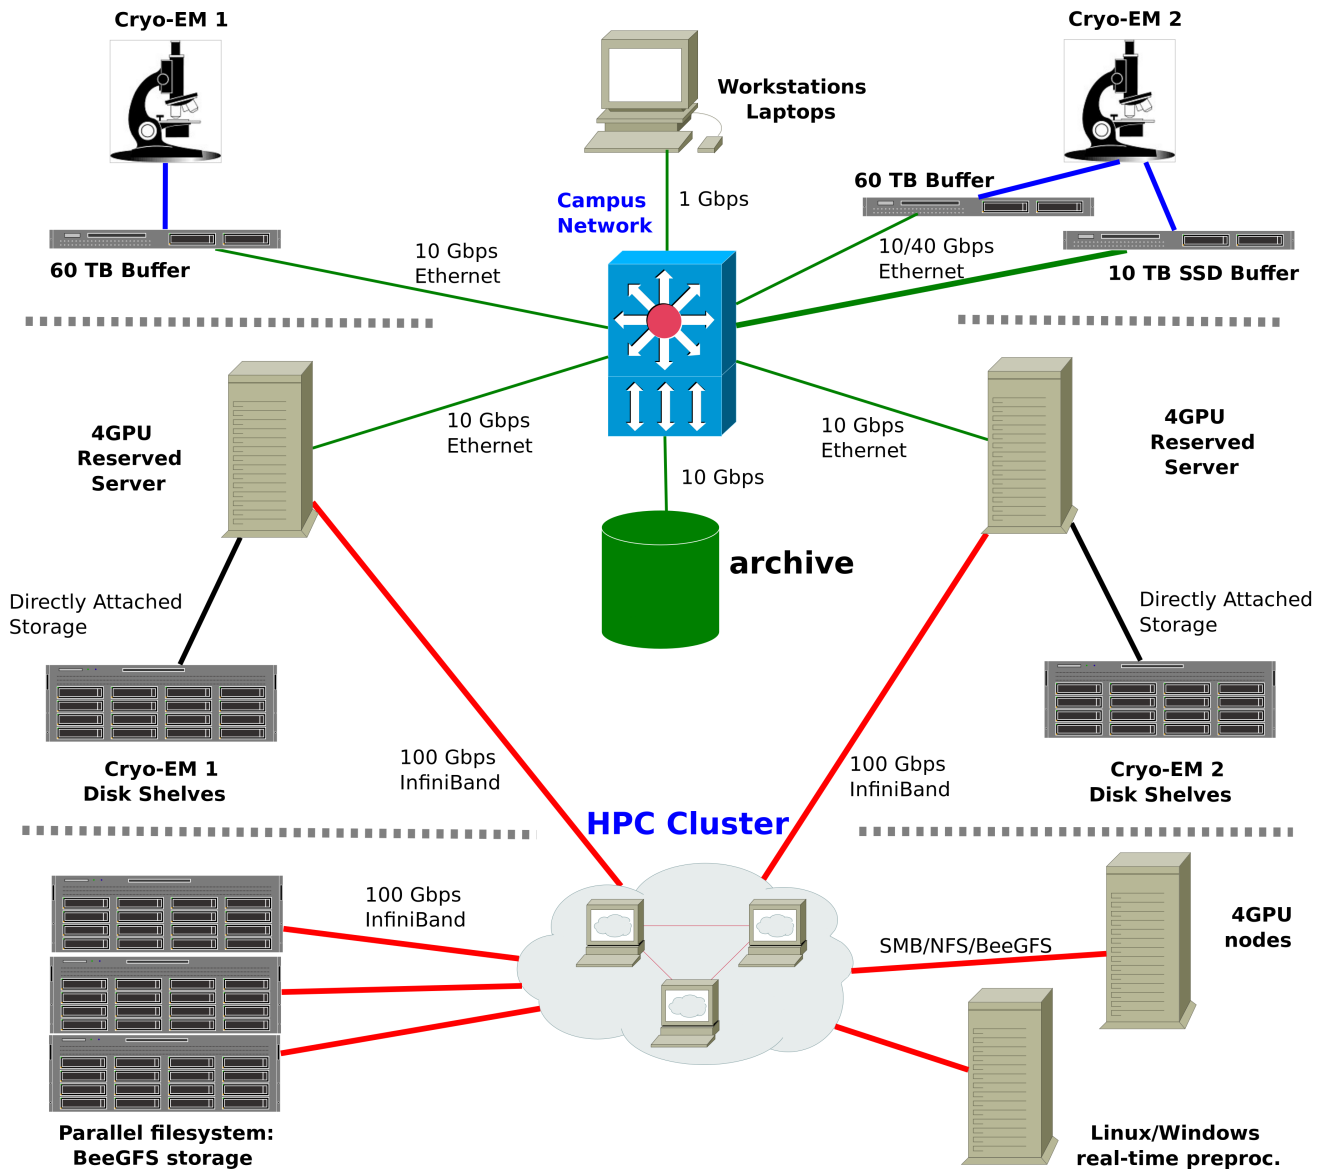 Cryo-EM 1
Cryo-EM 2
Workstations
Laptops
60 TB Buffer
Campus
Network
1 Gbps
10 Gbps
Ethernet
10/40 Gbps
Ethernet
60 TB Buffer
10 TB SSD Buffer
4GPU
Reserved
Server
10 Gbps
Ethernet
10 Gbps
Ethernet
4GPU
Reserved
Server
10 Gbps
archive
Directly Attached
Storage
Directly Attached
Storage
Cryo-EM 1
Disk Shelves
100 Gbps
InfiniBand
100 Gbps
InfiniBand
Cryo-EM 2
Disk Shelves
HPC Cluster
100 Gbps
InfiniBand
SMB/NFS/BeeGFS
4GPU
nodes
Parallel filesystem:
BeeGFS storage
Linux/Windows
real-time preproc.